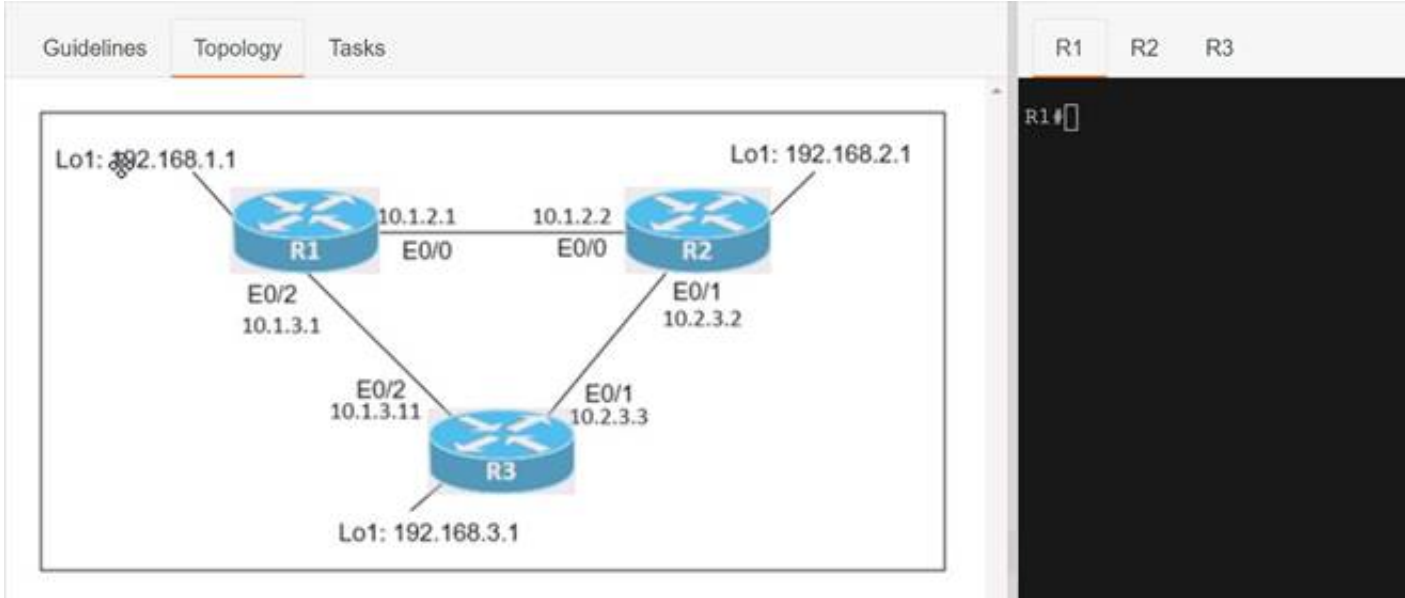 Guidelines Topology Tasks
R1 R2 R3
R1#
Lo1: 192.168.1.1
Lo1: 192.168.2.1
10.1.2.1
10.1.2.2
R1
E0/0
E0/0
R2
E0/2
10.1.3.1
E0/1
10.2.3.2
E0/2
10.1.3.11
E0/1
10.2.3.3
R3
Lo1: 192.168.3.1